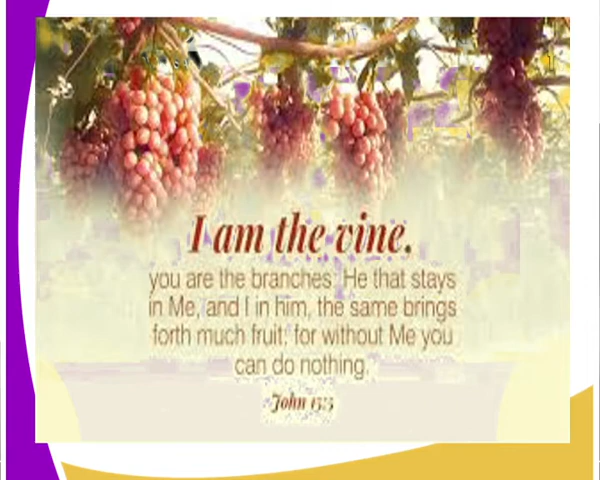 I am the vine,
you are the branches: He that stays
in Me, and I in him, the same brings
forth much fruit: for without Me you
can do nothing.
John 15:5